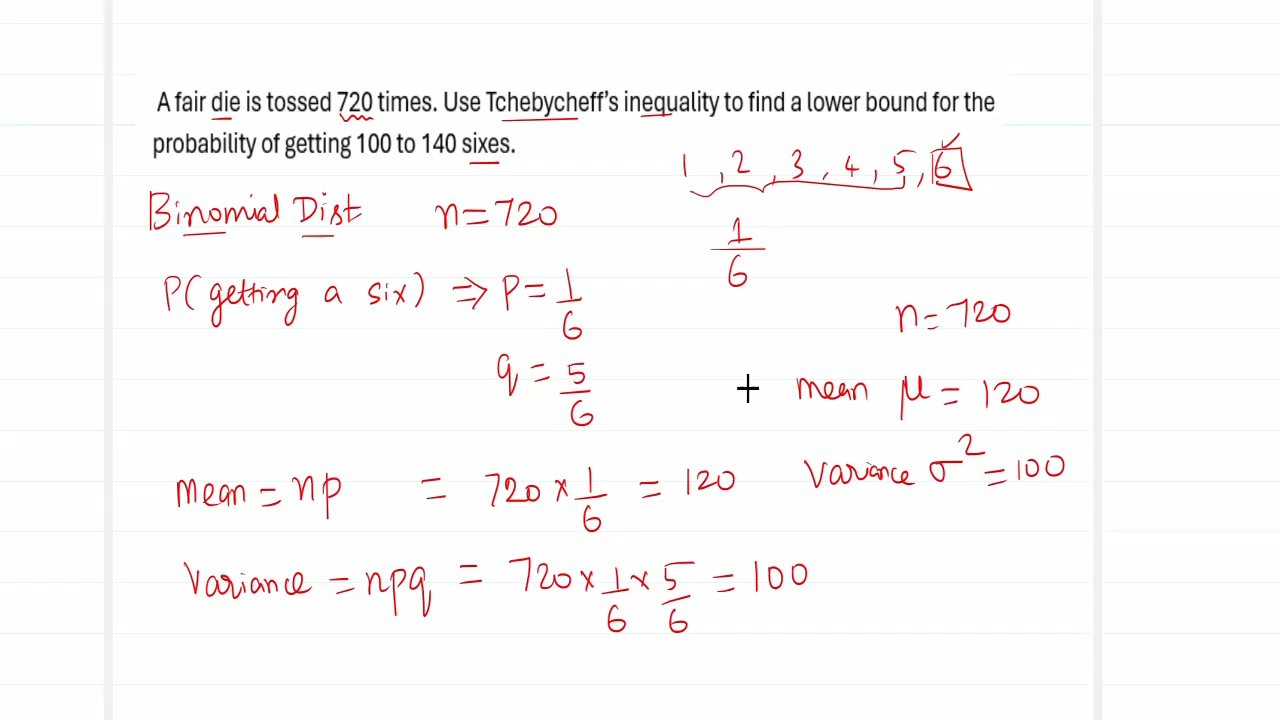 A fair die is tossed 720 times. Use Tchebycheff's inequality to find a lower bound for the
probability of getting 100 to 140 sixes.
1 , 2 , 3 , 4 , 5 , 6
Binomial Dist n = 720
1/6
P(getting a six) ⇒ P = 1/6
n = 720
q = 5/6
mean μ = 120
mean = np = 720 × 1/6 = 120
Variance σ² = 100
Variance = npq = 720 × 1/6 × 5/6 = 100